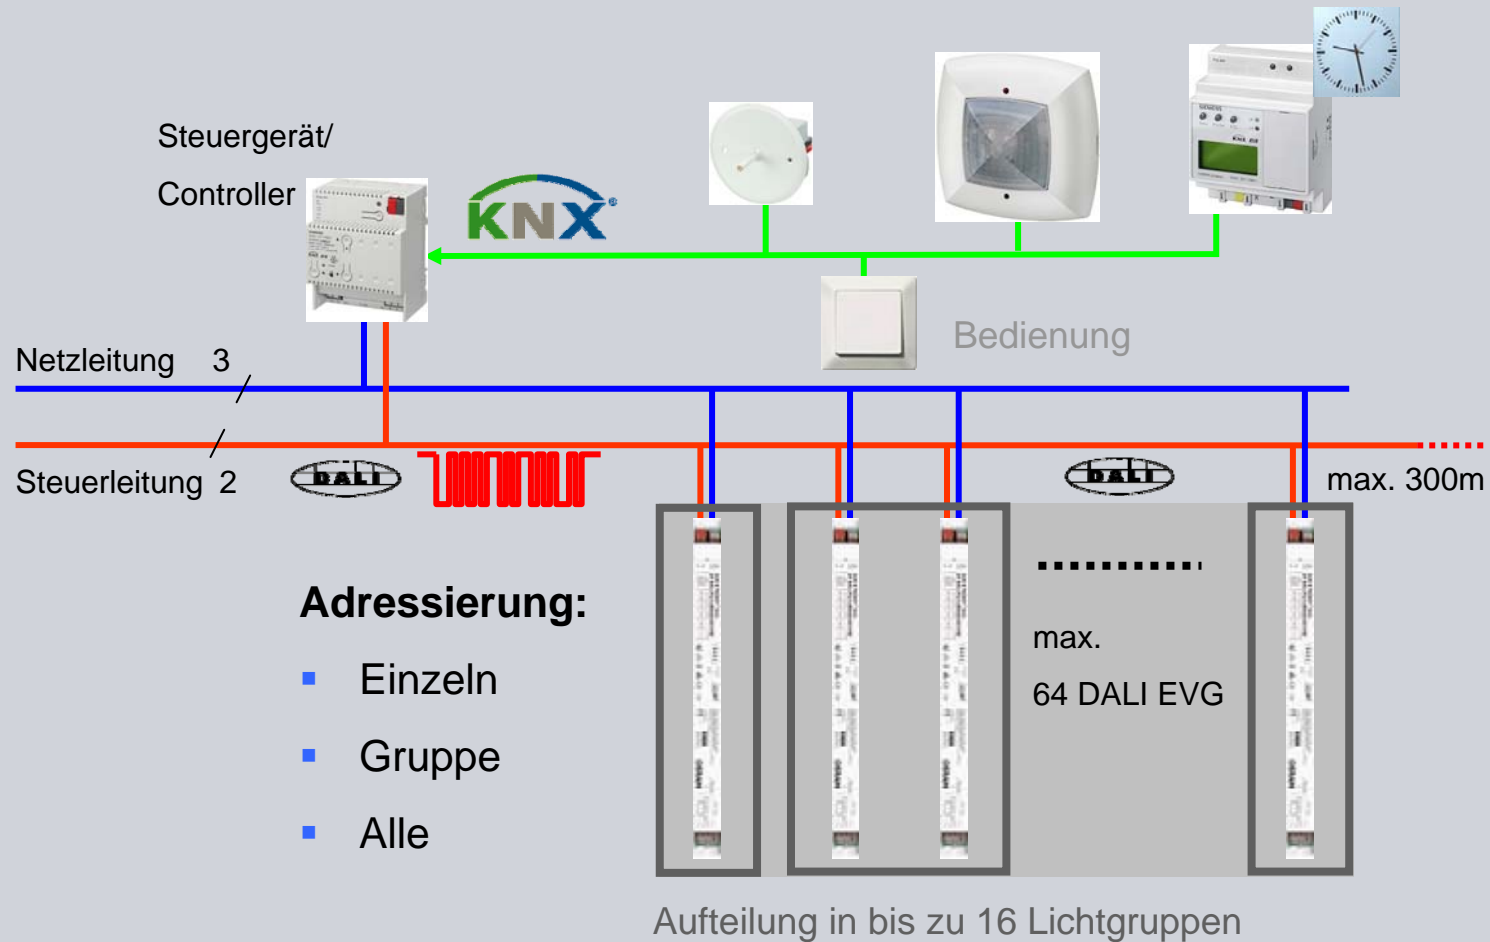 Steuergerät/
Controller
KNX®
Bedienung
Netzleitung 3
Steuerleitung 2
DALI
DALI
max. 300m
Adressierung:
Einzeln
Gruppe
Alle
max.
64 DALI EVG
Aufteilung in bis zu 16 Lichtgruppen